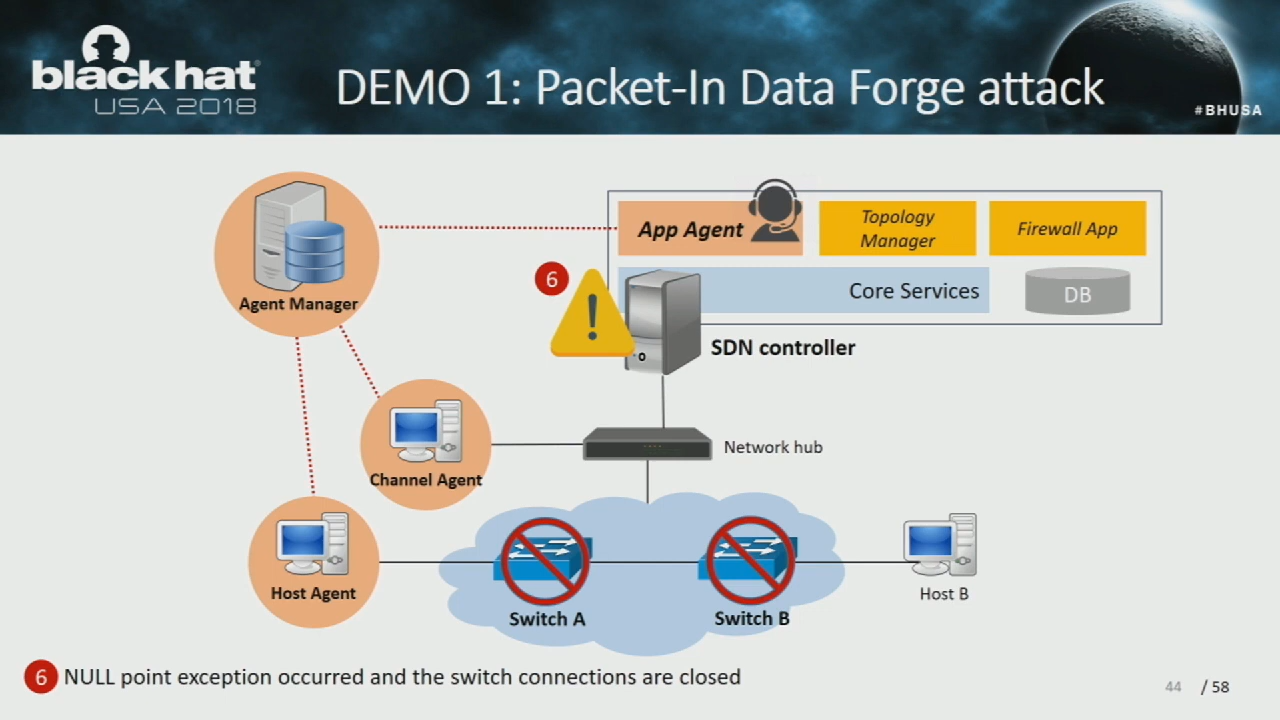 black hat
USA 2018
DEMO 1: Packet-In Data Forge attack
#BHUSA
App Agent
Topology
Manager
Firewall App
Core Services
DB
Agent Manager
6
SDN controller
Channel Agent
Network hub
Host Agent
Switch A
Switch B
Host B
6 NULL point exception occurred and the switch connections are closed
44 / 58